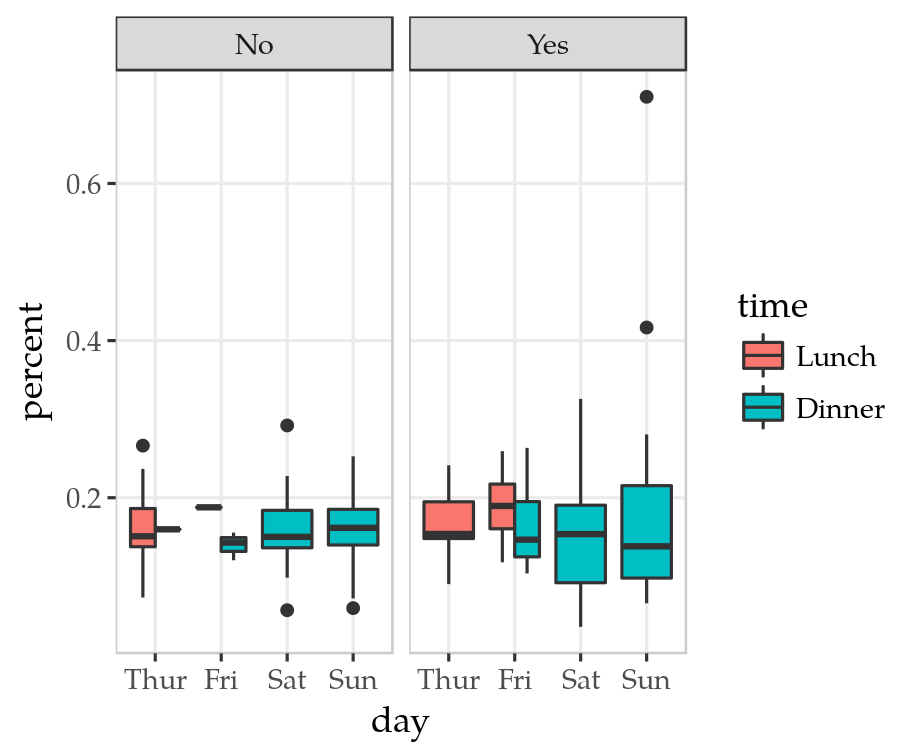 No
Yes
0.6
0.4
0.2
percent
Thur Fri Sat Sun
Thur Fri Sat Sun
day
time
Lunch
Dinner